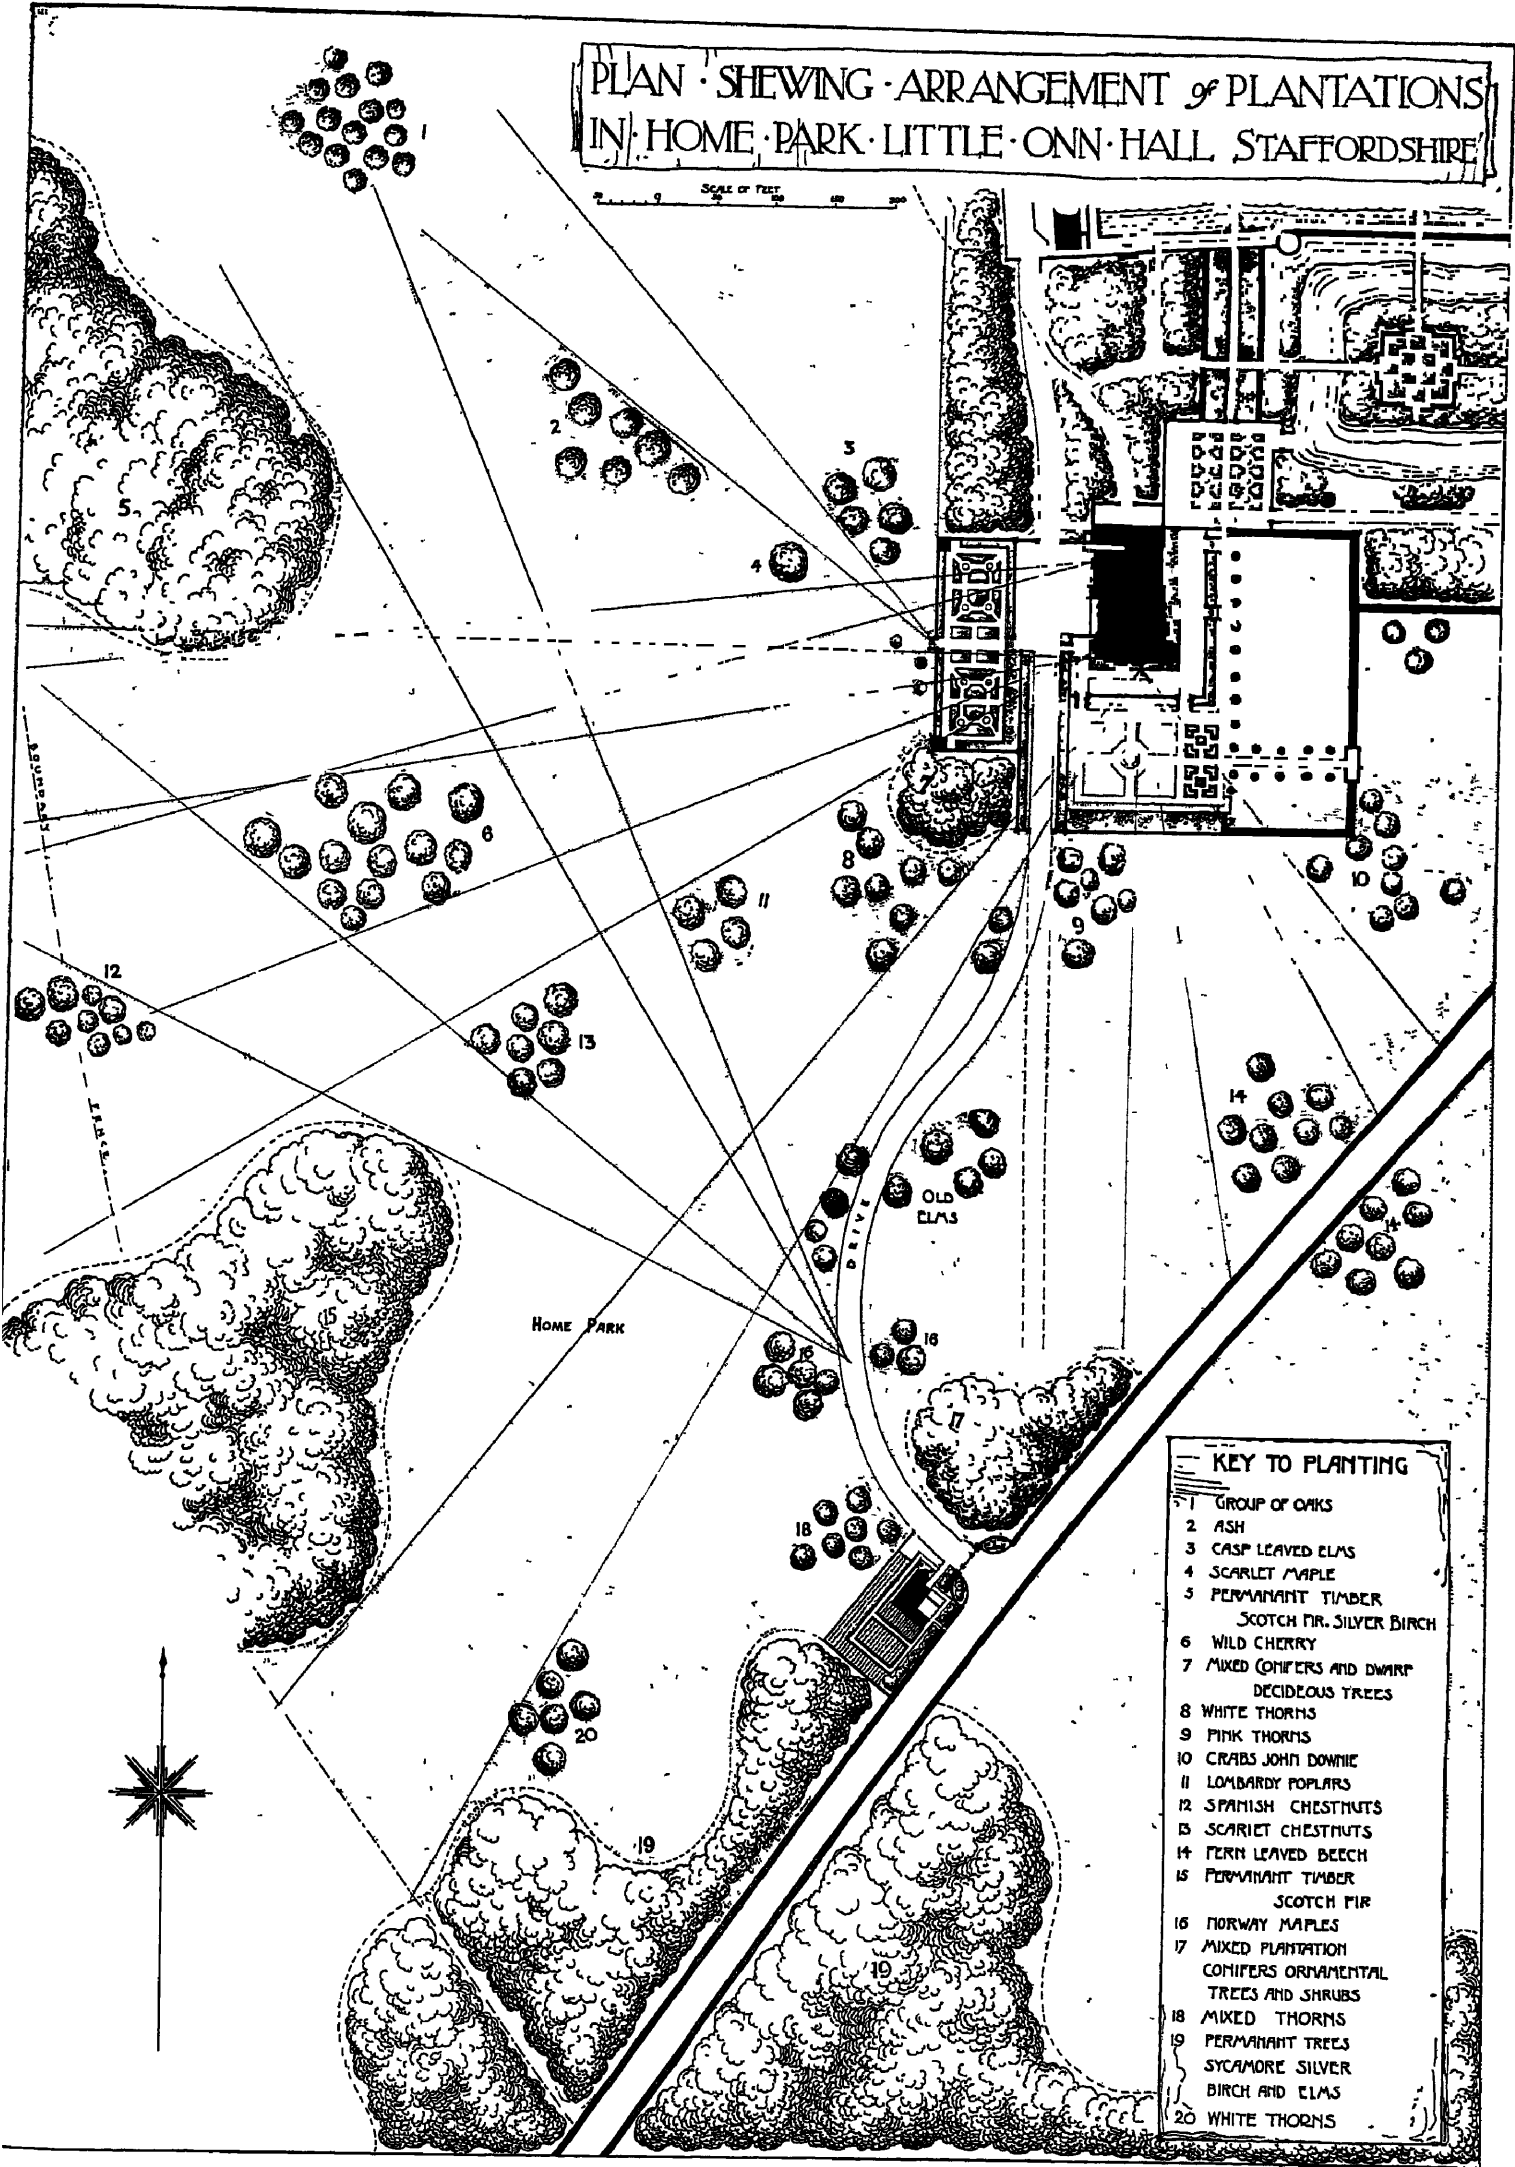 PLAN · SHEWING · ARRANGEMENT of PLANTATIONS
IN · HOME · PARK · LITTLE · ONN · HALL STAFFORDSHIRE
SCALE OF FEET
50 0 50 100 150 200
1
2
3
4
5
6
7
8
9
10
11
12
13
14
14
BOUNDARY
FENCE
OLD
ELMS
DRIVE
15
HOME PARK
16
16
17
18
19
19
20
KEY TO PLANTING
1 GROUP OF OAKS
2 ASH
3 CASP LEAVED ELMS
4 SCARLET MAPLE
5 PERMANANT TIMBER
SCOTCH FIR. SILVER BIRCH
6 WILD CHERRY
7 MIXED CONIFERS AND DWARF
DECIDEOUS TREES
8 WHITE THORNS
9 PINK THORNS
10 CRABS JOHN DOWNIE
11 LOMBARDY POPLARS
12 SPANISH CHESTNUTS
13 SCARLET CHESTNUTS
14 FERN LEAVED BEECH
15 PERMANANT TIMBER
SCOTCH FIR
16 NORWAY MAPLES
17 MIXED PLANTATION
CONIFERS ORNAMENTAL
TREES AND SHRUBS
18 MIXED THORNS
19 PERMANANT TREES
SYCAMORE SILVER
BIRCH AND ELMS
20 WHITE THORNS